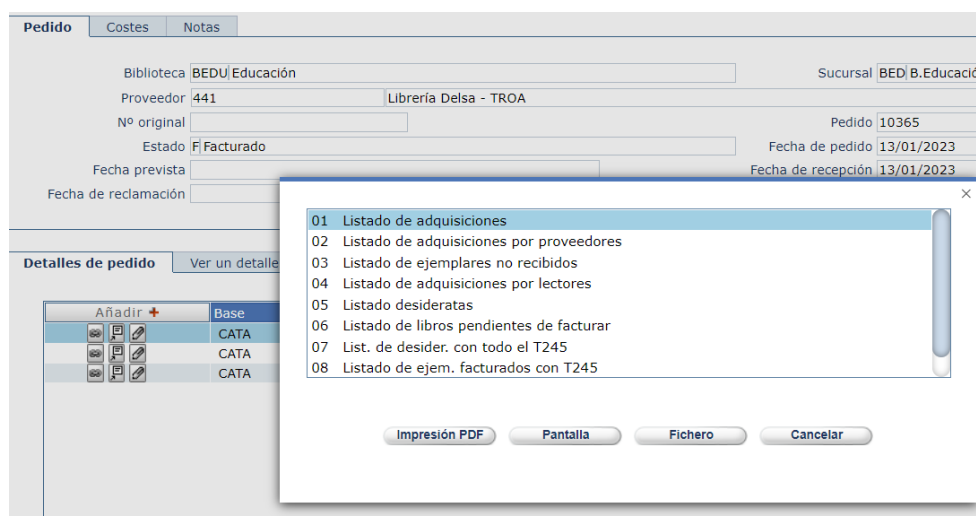 Pedido Costes Notas
Biblioteca BEDU Educación Sucursal BED B.Educació
Proveedor 441 Librería Delsa - TROA
Nº original Pedido 10365
Estado F Facturado Fecha de pedido 13/01/2023
Fecha prevista Fecha de recepción 13/01/2023
Fecha de reclamación
01 Listado de adquisiciones
02 Listado de adquisiciones por proveedores
03 Listado de ejemplares no recibidos
04 Listado de adquisiciones por lectores
05 Listado desideratas
06 Listado de libros pendientes de facturar
07 List. de desider. con todo el T245
08 Listado de ejem. facturados con T245
Impresión PDF Pantalla Fichero Cancelar
Detalles de pedido Ver un detalle
Añadir + Base
CATA
CATA
CATA